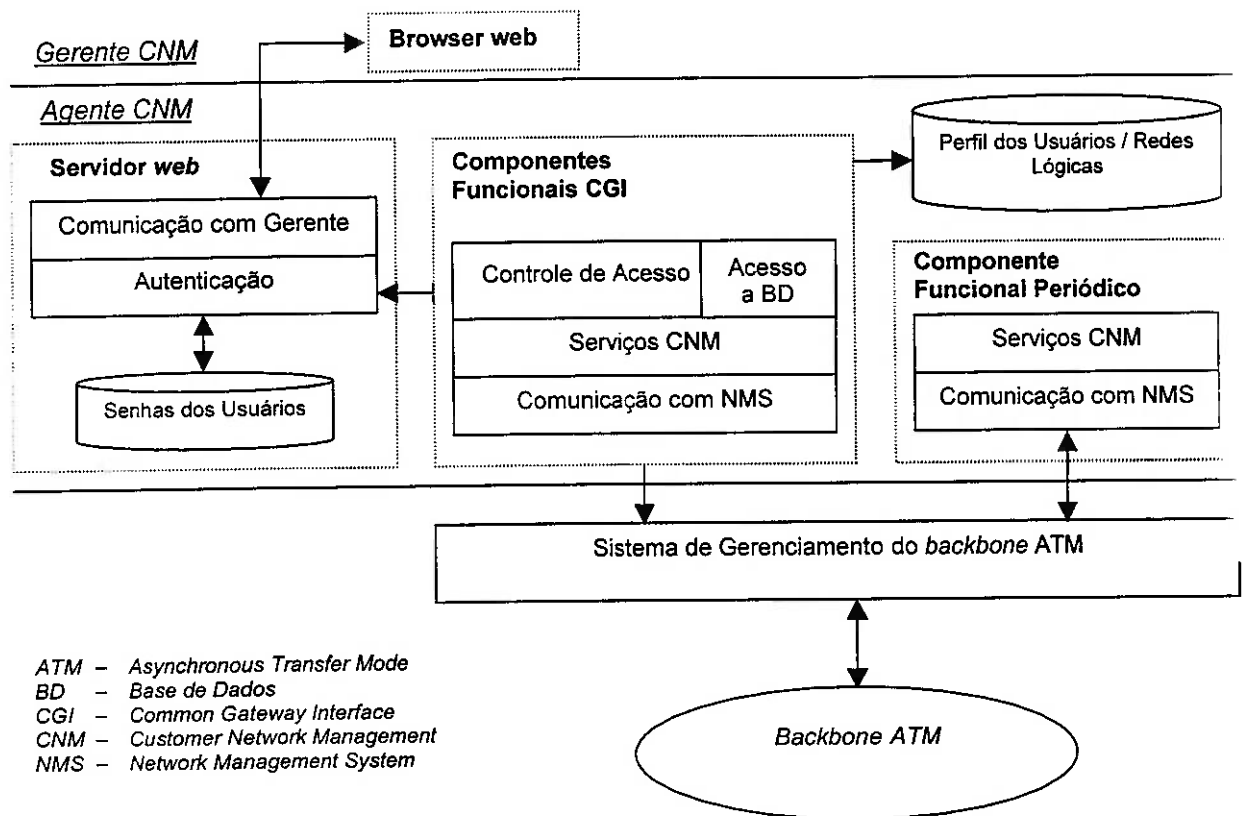 Gerente CNM
Browser web
Agente CNM
Servidor web
Comunicação com Gerente
Autenticação
Senhas dos Usuários
Componentes
Funcionais CGI
Controle de Acesso
Acesso
a BD
Serviços CNM
Comunicação com NMS
Perfil dos Usuários / Redes
Lógicas
Componente
Funcional Periódico
Serviços CNM
Comunicação com NMS
Sistema de Gerenciamento do backbone ATM
Backbone ATM
ATM – Asynchronous Transfer Mode
BD – Base de Dados
CGI – Common Gateway Interface
CNM – Customer Network Management
NMS – Network Management System